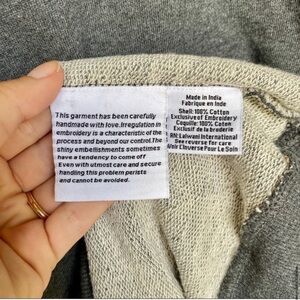 This garment has been carefully
handmade with love. Irregulation in
embroidery is a characteristic of the
process and beyond our control. The
shiny embellishments sometimes
have a tendency to come off
Even with utmost care and secure
handling this problem persists
and cannot be avoided.
Made in India
Fabrique en Inde
Shell: 100% Cotton
Exclusive of Embroidery
Coquille: 100% Coton
Exclusif de la broderie
RN: Lalwani International
See reverse for care
Voir L'inverse Pour Le Soin